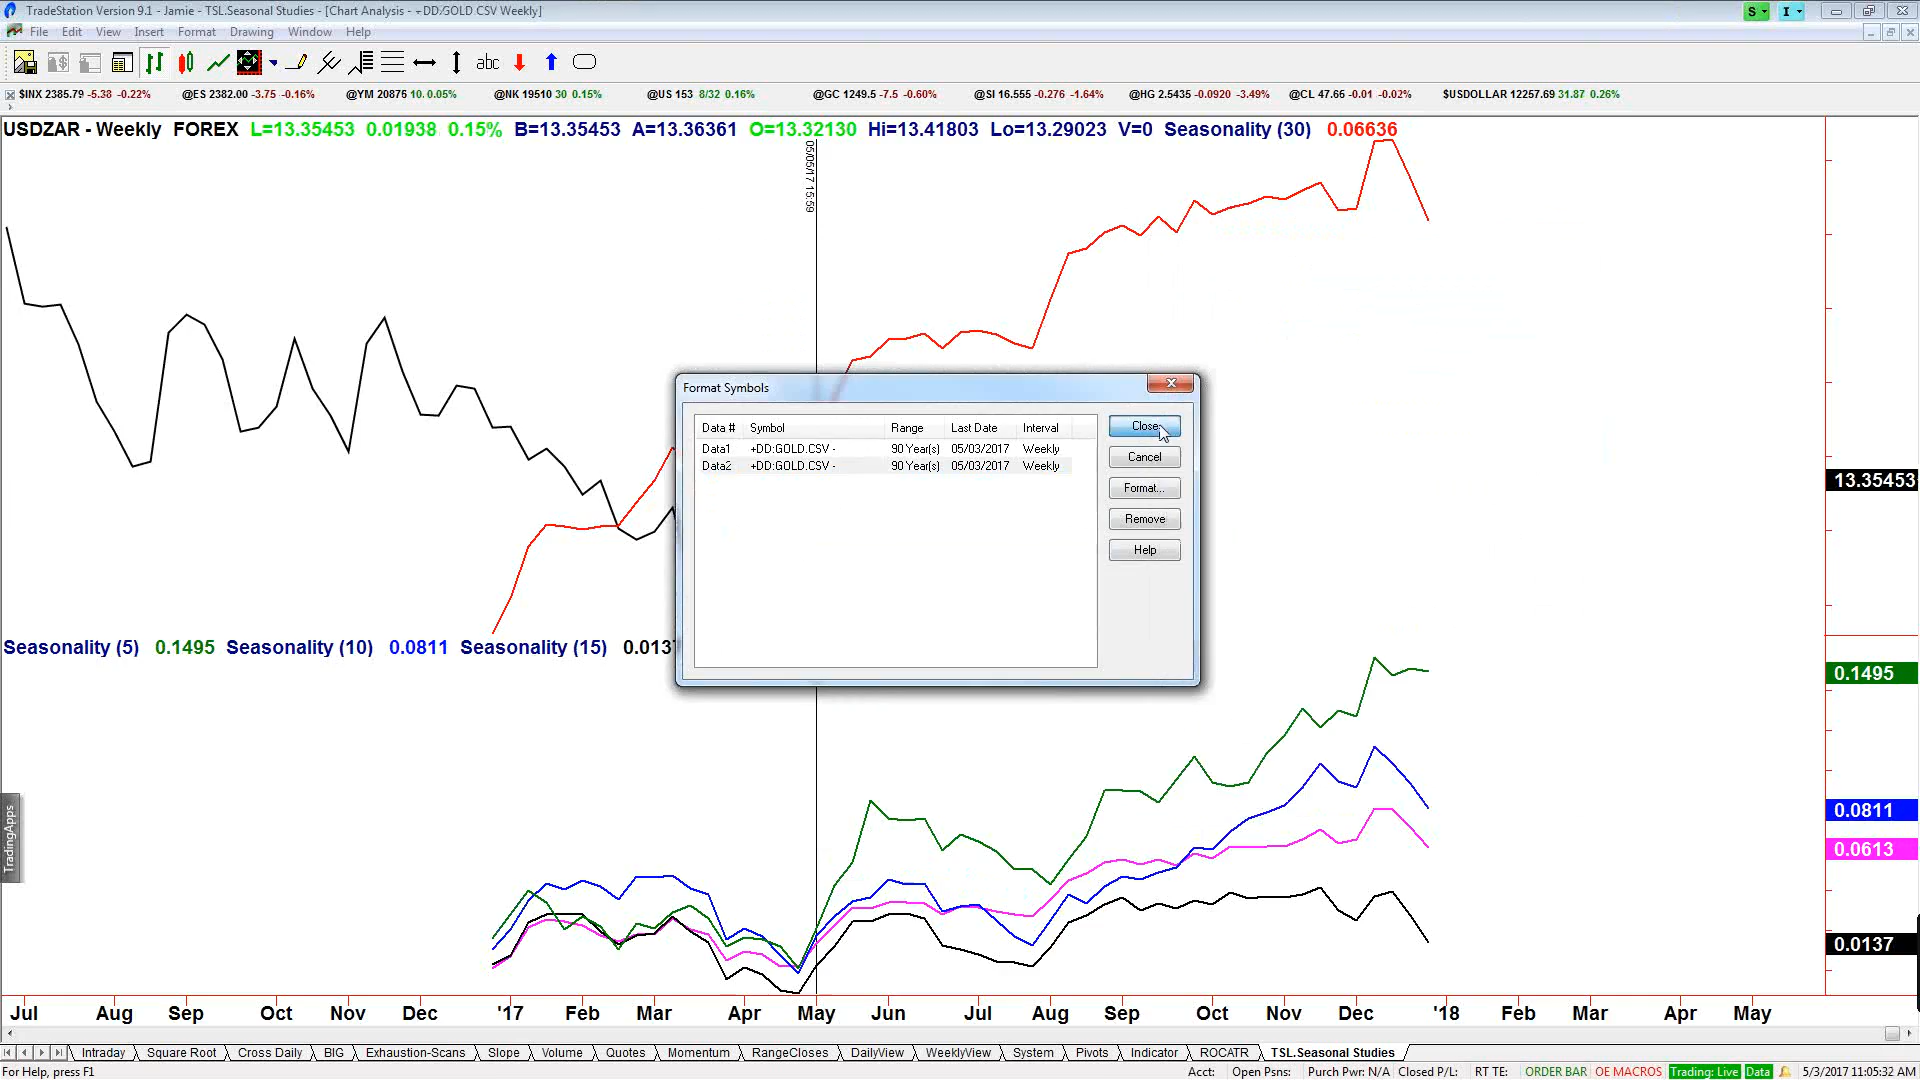 TradeStation Version 9.1 - Jamie - TSL.Seasonal Studies - [Chart Analysis - +DD:/GOLD CSV Weekly]
S I
File Edit View Insert Format Drawing Window Help
abc
$INX 2385.79 -5.38 -0.22% @ES 2382.00 -3.75 -0.16% @YM 20876 10. 0.05% @NK 19510 30 0.15% @US 153 8/32 0.16% @GC 1249.5 -7.5 -0.60% @SI 16.555 -0.276 -1.64% @HG 2.5435 -0.0920 -3.49% @CL 47.66 -0.01 -0.02% $USDOLLAR 12257.69 31.87 0.26%
USDZAR - Weekly FOREX L=13.35453 0.01938 0.15% B=13.35453 A=13.36361 O=13.32130 Hi=13.41803 Lo=13.29023 V=0 Seasonality (30) 0.06636
05/05/17 15:59
Format Symbols
Data # Symbol Range Last Date Interval
Data1 +DD:GOLD.CSV - 90 Year(s) 05/03/2017 Weekly
Data2 +DD:GOLD.CSV - 90 Year(s) 05/03/2017 Weekly
Close
Cancel
Format...
Remove
Help
13.35453
Seasonality (5) 0.1495 Seasonality (10) 0.0811 Seasonality (15) 0.0137
0.1495
0.0811
0.0613
0.0137
TradingApps
Jul Aug Sep Oct Nov Dec '17 Feb Mar Apr May Jun Jul Aug Sep Oct Nov Dec '18 Feb Mar Apr May
Intraday Square Root Cross Daily BIG Exhaustion-Scans Slope Volume Quotes Momentum RangeCloses DailyView WeeklyView System Pivots Indicator ROCATR TSL.Seasonal Studies
For Help, press F1 Acct: Open Psns: Purch Pwr: N/A Closed P/L: RT TE: ORDER BAR OE MACROS Trading: Live Data 5/3/2017 11:05:32 AM